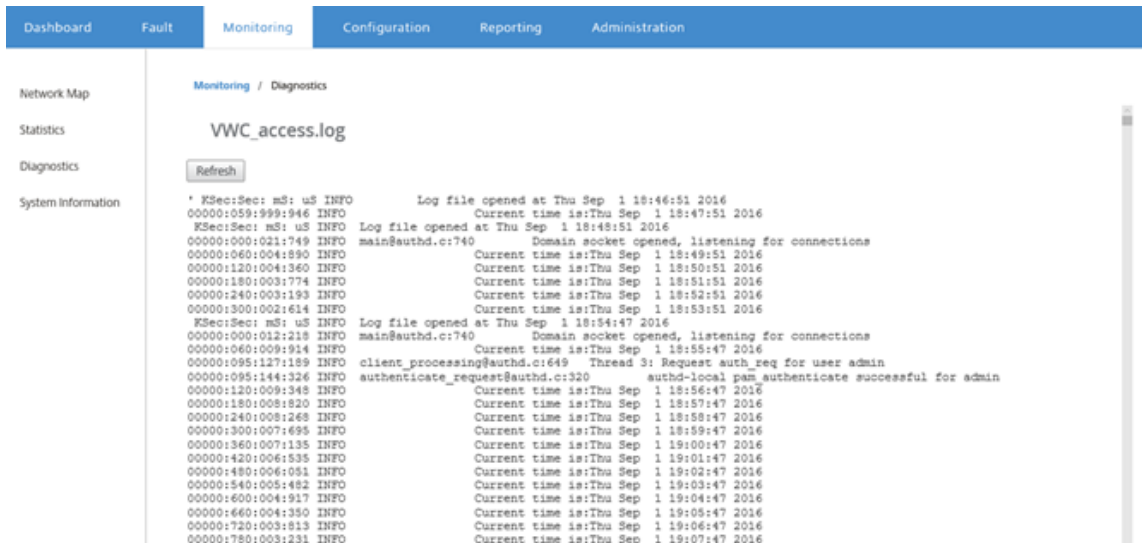 Dashboard Fault Monitoring Configuration Reporting Administration
Network Map
Statistics
Diagnostics
System Information
Monitoring / Diagnostics
VWC_access.log
Refresh
' KSec:Sec: mS: uS INFO Log file opened at Thu Sep 1 18:46:51 2016
00000:059:999:946 INFO Current time is:Thu Sep 1 18:47:51 2016
KSec:Sec: mS: uS INFO Log file opened at Thu Sep 1 18:48:51 2016
00000:000:021:749 INFO main@authd.c:740 Domain socket opened, listening for connections
00000:060:004:890 INFO Current time is:Thu Sep 1 18:49:51 2016
00000:120:004:360 INFO Current time is:Thu Sep 1 18:50:51 2016
00000:180:003:774 INFO Current time is:Thu Sep 1 18:51:51 2016
00000:240:003:193 INFO Current time is:Thu Sep 1 18:52:51 2016
00000:300:002:614 INFO Current time is:Thu Sep 1 18:53:51 2016
KSec:Sec: mS: uS INFO Log file opened at Thu Sep 1 18:54:47 2016
00000:000:012:218 INFO main@authd.c:740 Domain socket opened, listening for connections
00000:060:009:914 INFO Current time is:Thu Sep 1 18:55:47 2016
00000:095:127:189 INFO client_processing@authd.c:649 Thread 3: Request auth_req for user admin
00000:095:144:326 INFO authenticate_request@authd.c:320 authd-local pam_authenticate successful for admin
00000:120:009:348 INFO Current time is:Thu Sep 1 18:56:47 2016
00000:180:008:820 INFO Current time is:Thu Sep 1 18:57:47 2016
00000:240:008:268 INFO Current time is:Thu Sep 1 18:58:47 2016
00000:300:007:695 INFO Current time is:Thu Sep 1 18:59:47 2016
00000:360:007:135 INFO Current time is:Thu Sep 1 19:00:47 2016
00000:420:006:535 INFO Current time is:Thu Sep 1 19:01:47 2016
00000:480:006:051 INFO Current time is:Thu Sep 1 19:02:47 2016
00000:540:005:482 INFO Current time is:Thu Sep 1 19:03:47 2016
00000:600:004:917 INFO Current time is:Thu Sep 1 19:04:47 2016
00000:660:004:350 INFO Current time is:Thu Sep 1 19:05:47 2016
00000:720:003:813 INFO Current time is:Thu Sep 1 19:06:47 2016
00000:780:003:231 INFO Current time is:Thu Sep 1 19:07:47 2016